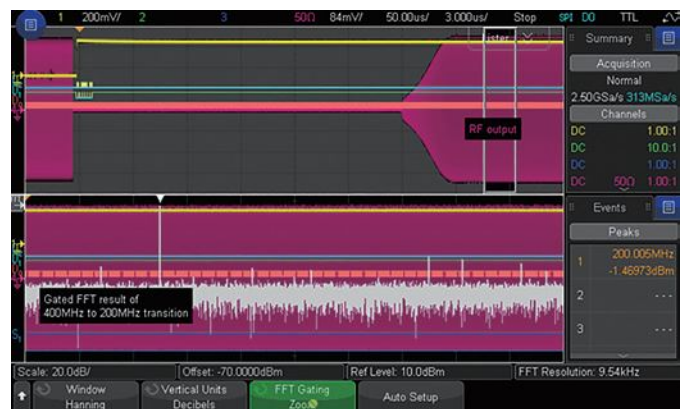 1 200mV/ 2 3 50Ω 84mV/ 50.00us/ 3.000us/ Stop SPI D0 TTL
Summary
Acquisition
Normal
2.50GSa/s 313MSa/s
Channels
DC 1.00:1
DC 10.0:1
DC 1.00:1
DC 50Ω 1.00:1
RF output
Events
Peaks
1 200.005MHz
-1.46973dBm
2 ---
3 ---
Gated FFT result of
400MHz to 200MHz transition
Scale: 20.0dB/ Offset: -70.0000dBm Ref Level: 10.0dBm FFT Resolution: 9.54kHz
Window
Hanning
Vertical Units
Decibels
FFT Gating
Zoom
Auto Setup